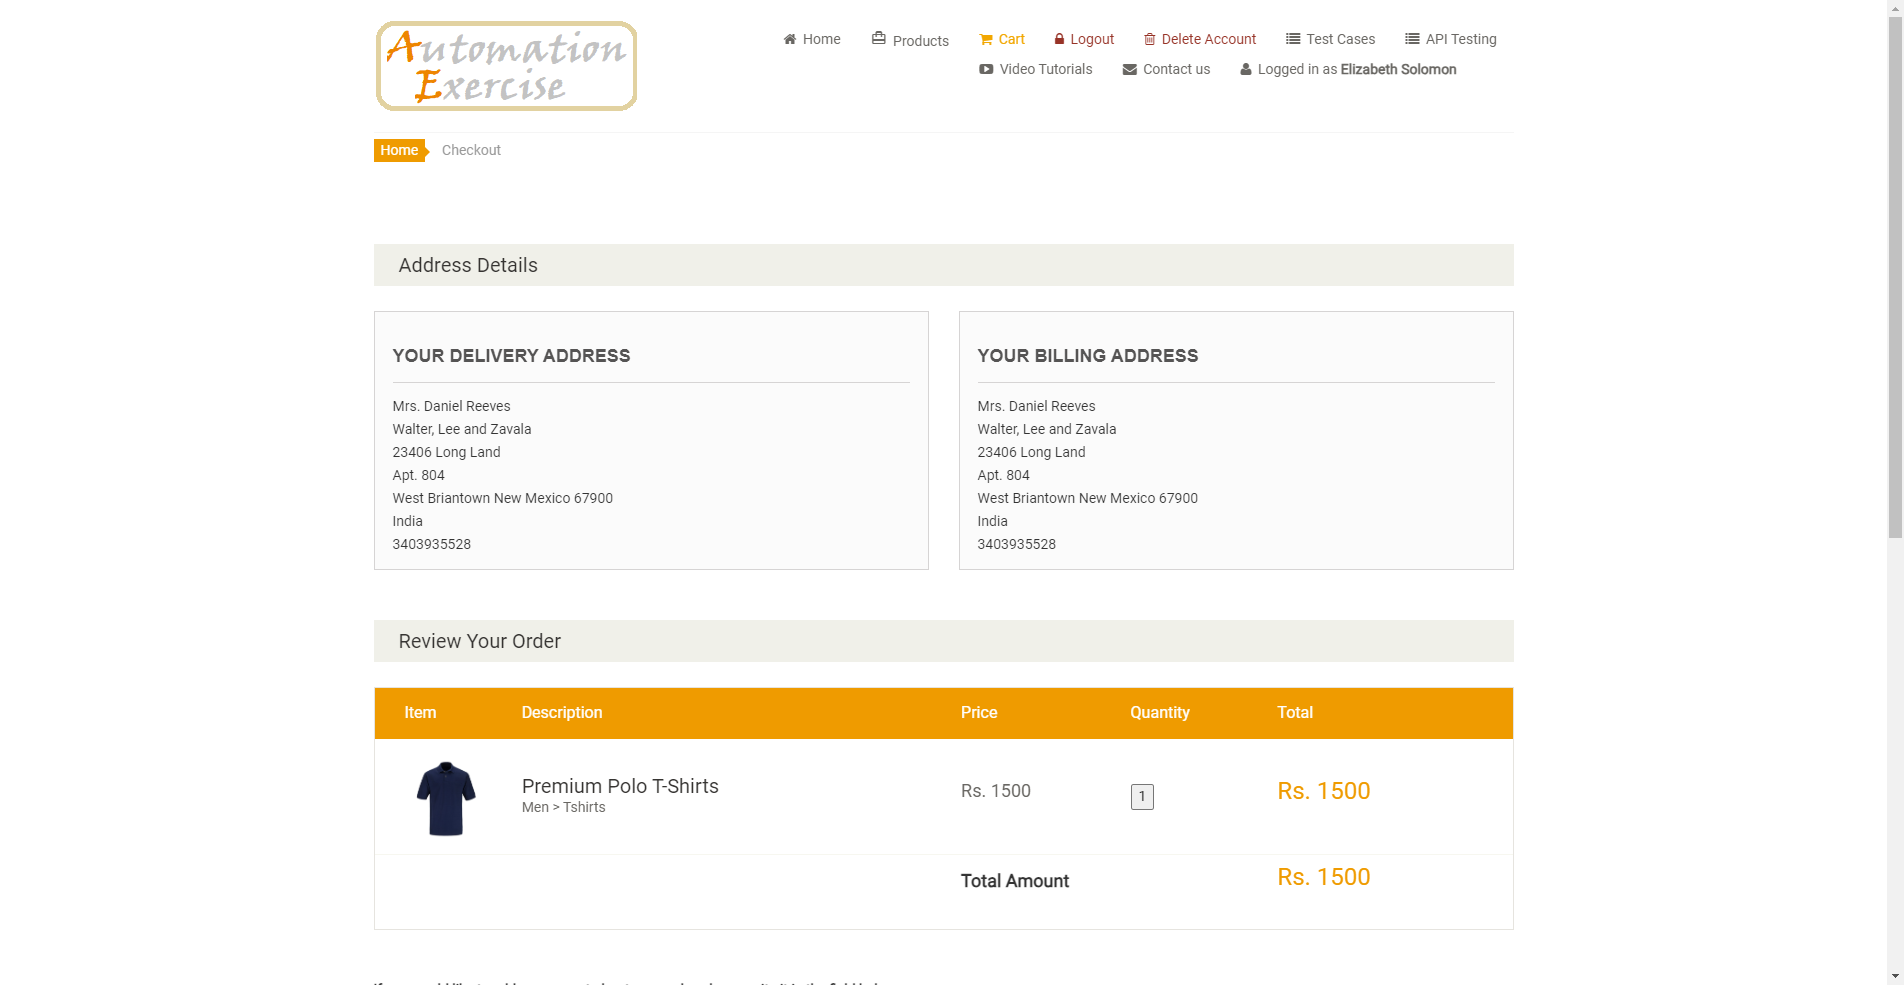 Automation
Exercise
Home
Products
Cart
Logout
Delete Account
Test Cases
API Testing
Video Tutorials
Contact us
Logged in as Elizabeth Solomon
Home
Checkout
Address Details
YOUR DELIVERY ADDRESS
Mrs. Daniel Reeves
Walter, Lee and Zavala
23406 Long Land
Apt. 804
West Briantown New Mexico 67900
India
3403935528
YOUR BILLING ADDRESS
Mrs. Daniel Reeves
Walter, Lee and Zavala
23406 Long Land
Apt. 804
West Briantown New Mexico 67900
India
3403935528
Review Your Order
Item Description Price Quantity Total
Premium Polo T-Shirts
Men > Tshirts
Rs. 1500
1
Rs. 1500
Total Amount
Rs. 1500